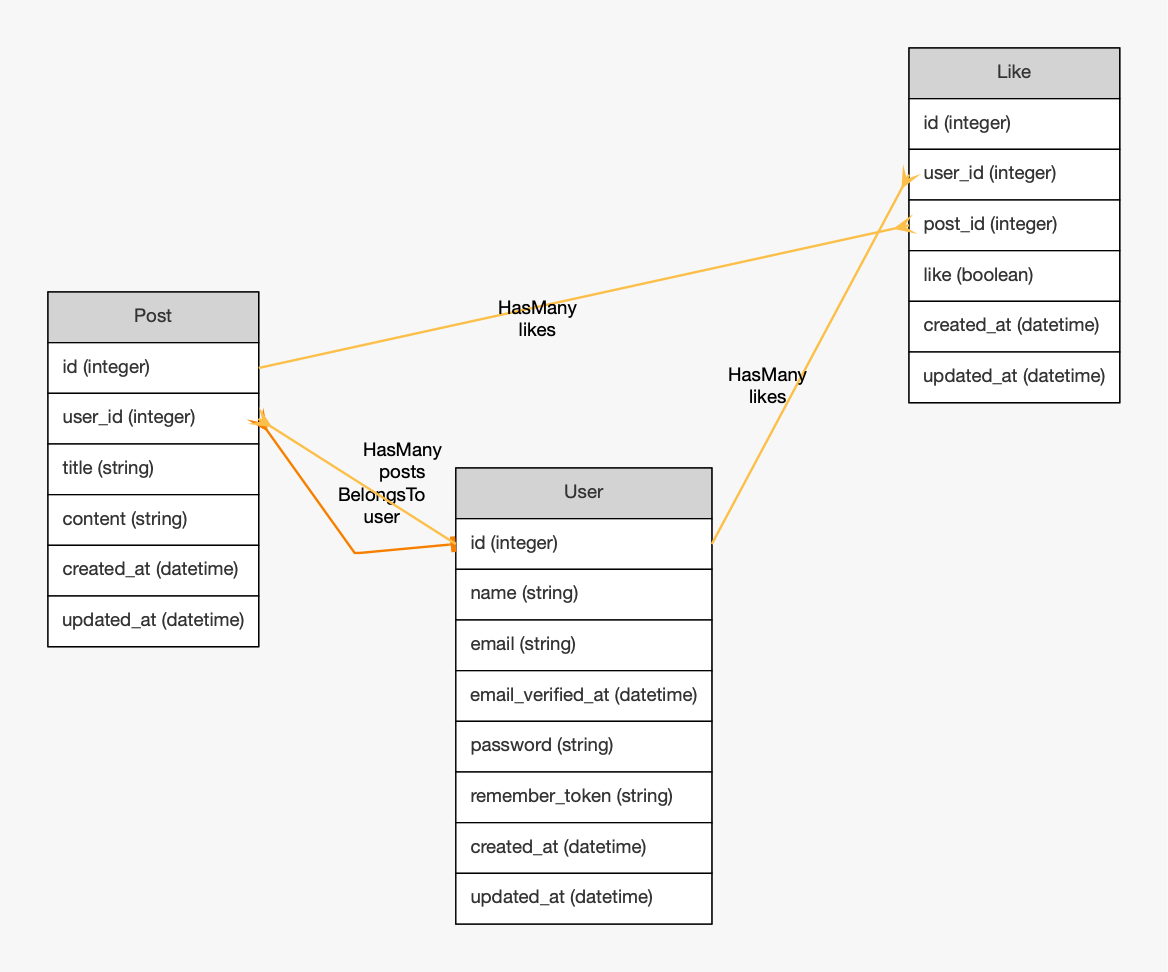 Like
id (integer)
user_id (integer)
post_id (integer)
like (boolean)
created_at (datetime)
updated_at (datetime)
Post
id (integer)
user_id (integer)
title (string)
content (string)
created_at (datetime)
updated_at (datetime)
HasMany
likes
HasMany
likes
HasMany
posts
BelongsTo
user
User
id (integer)
name (string)
email (string)
email_verified_at (datetime)
password (string)
remember_token (string)
created_at (datetime)
updated_at (datetime)